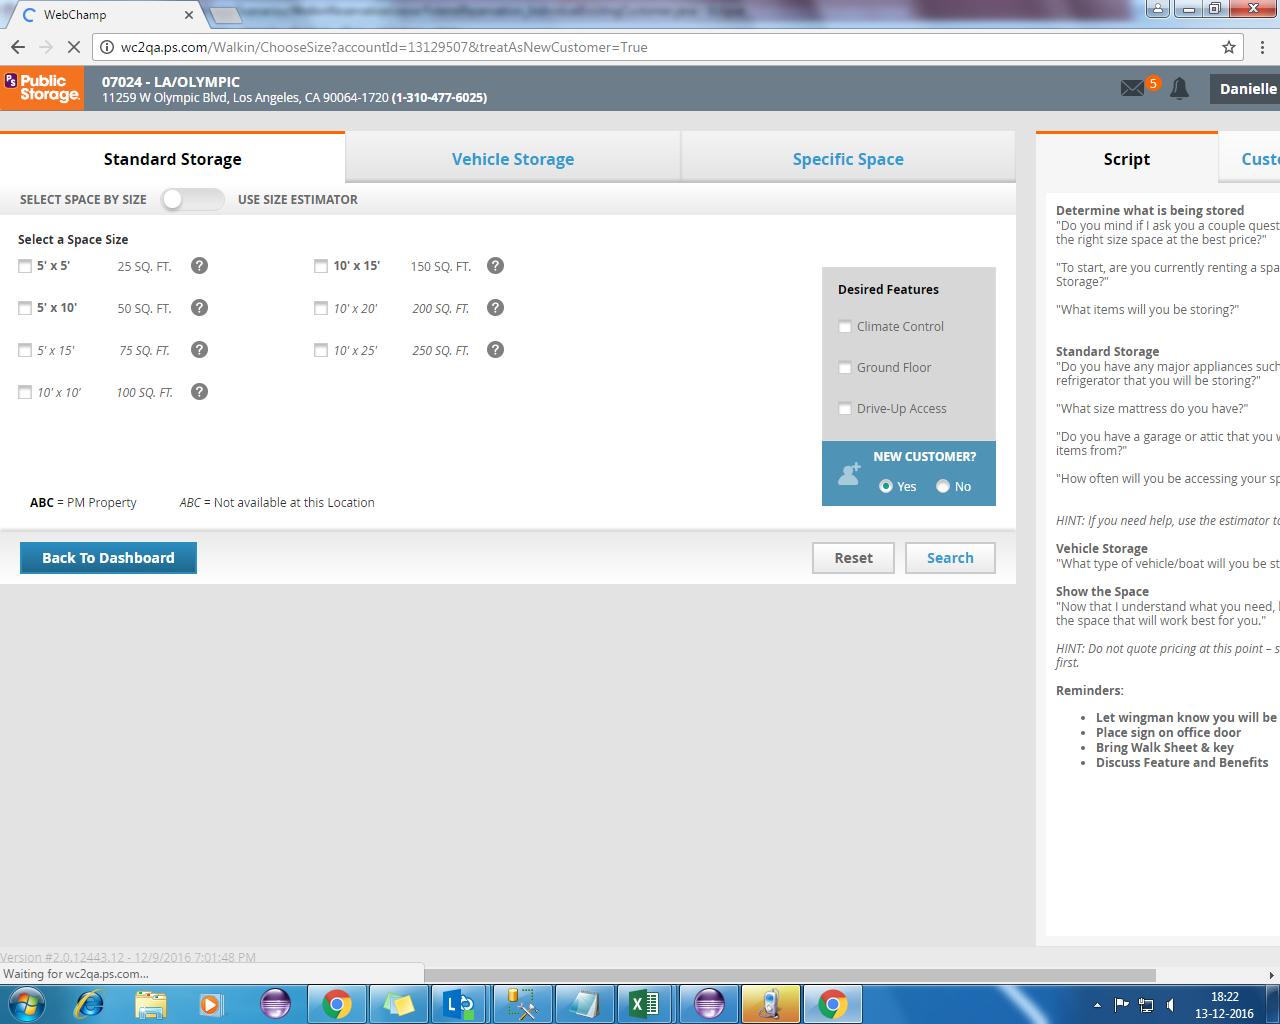 WebChamp
wc2qa.ps.com/Walkin/ChooseSize?accountId=13129507&treatAsNewCustomer=True
PS Public Storage.
07024 - LA/OLYMPIC
11259 W Olympic Blvd, Los Angeles, CA 90064-1720 (1-310-477-6025)
5
Danielle
Standard Storage
Vehicle Storage
Specific Space
SELECT SPACE BY SIZE
USE SIZE ESTIMATOR
Select a Space Size
5' x 5' 25 SQ. FT. ?
10' x 15' 150 SQ. FT. ?
5' x 10' 50 SQ. FT. ?
10' x 20' 200 SQ. FT. ?
5' x 15' 75 SQ. FT. ?
10' x 25' 250 SQ. FT. ?
10' x 10' 100 SQ. FT. ?
Desired Features
Climate Control
Ground Floor
Drive-Up Access
NEW CUSTOMER?
Yes No
ABC = PM Property
ABC = Not available at this Location
Back To Dashboard
Reset
Search
Script
Custo
Determine what is being stored
"Do you mind if I ask you a couple quest
the right size space at the best price?"
"To start, are you currently renting a spa
Storage?"
"What items will you be storing?"
Standard Storage
"Do you have any major appliances such
refrigerator that you will be storing?"
"What size mattress do you have?"
"Do you have a garage or attic that you w
items from?"
"How often will you be accessing your sp
HINT: If you need help, use the estimator to
Vehicle Storage
"What type of vehicle/boat will you be st
Show the Space
"Now that I understand what you need, l
the space that will work best for you."
HINT: Do not quote pricing at this point – s
first.
Reminders:
• Let wingman know you will be
• Place sign on office door
• Bring Walk Sheet & key
• Discuss Feature and Benefits
Version #2.0.12443.12 - 12/9/2016 7:01:48 PM
Waiting for wc2qa.ps.com...
18:22
13-12-2016